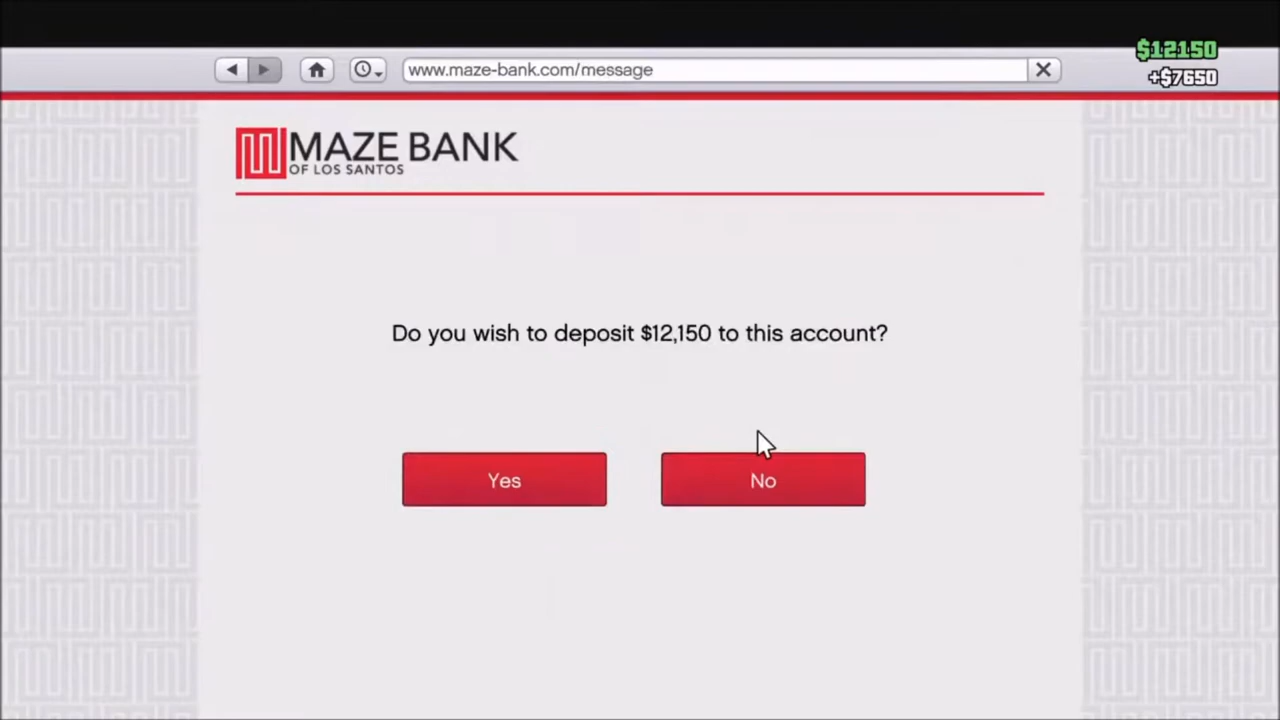 $12150
www.maze-bank.com/message
+$7650
MAZE BANK
OF LOS SANTOS
Do you wish to deposit $12,150 to this account?
Yes No